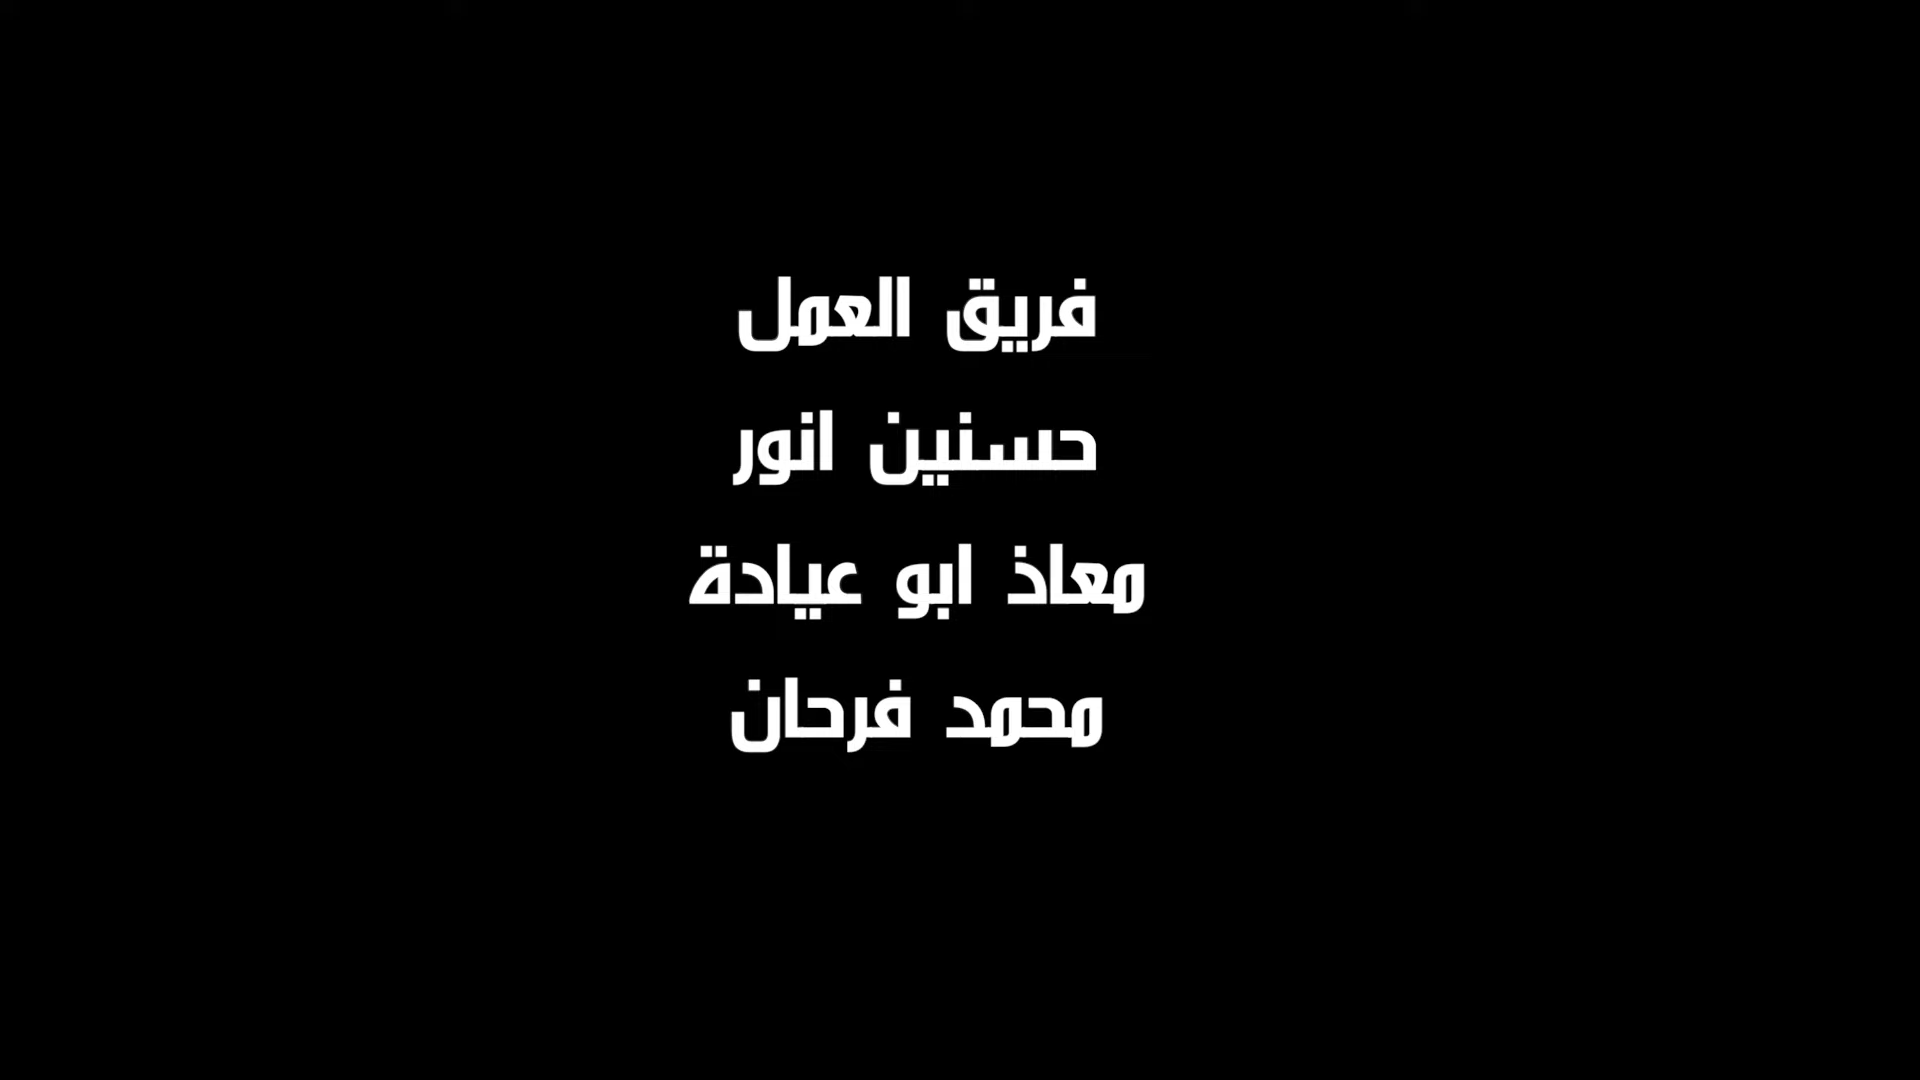 فريق العمل
حسنين انور
معاذ ابو عيادة
محمد فرحان